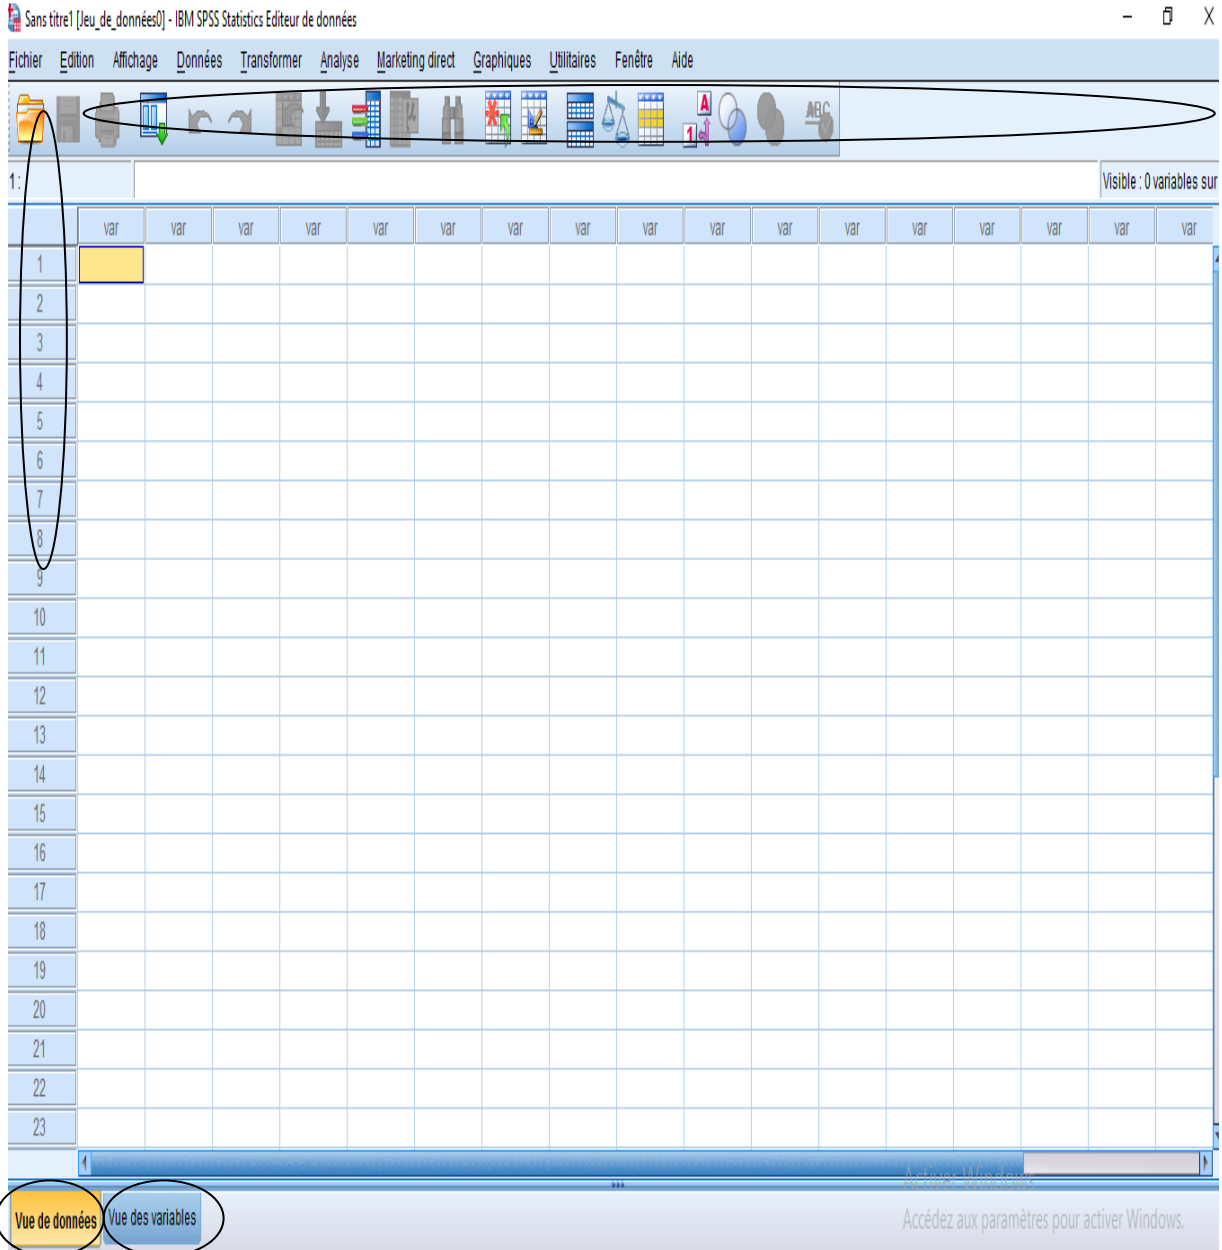 Sans titre1 [Jeu_de_données0] - IBM SPSS Statistics Editeur de données
Fichier Edition Affichage Données Transformer Analyse Marketing direct Graphiques Utilitaires Fenêtre Aide
A
1
ABC
1 :
Visible : 0 variables sur
var var var var var var var var var var var var var var var var var
1
2
3
4
5
6
7
8
9
10
11
12
13
14
15
16
17
18
19
20
21
22
23
Activer Windows
Vue de données Vue des variables
Accédez aux paramètres pour activer Windows.